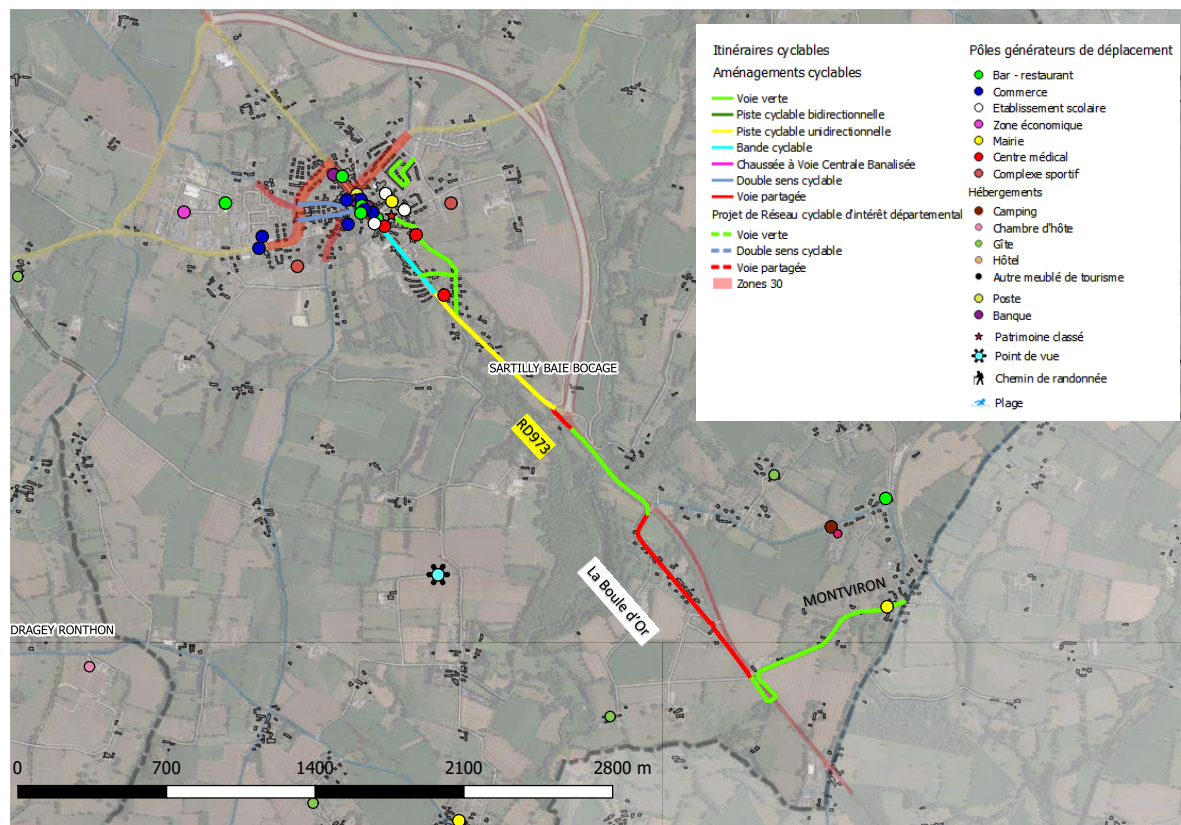 Itinéraires cyclables
Aménagements cyclables
Voie verte
Piste cyclable bidirectionnelle
Piste cyclable unidirectionnelle
Bande cyclable
Chaussée à Voie Centrale Banalisée
Double sens cyclable
Voie partagée
Projet de Réseau cyclable d'intérêt départemental
Voie verte
Double sens cyclable
Voie partagée
Zones 30
Pôles générateurs de déplacement
Bar - restaurant
Commerce
Etablissement scolaire
Zone économique
Mairie
Centre médical
Complexe sportif
Hébergements
Camping
Chambre d'hôte
Gîte
Hôtel
Autre meublé de tourisme
Poste
Banque
Patrimoine classé
Point de vue
Chemin de randonnée
Plage
SARTILLY BAIE BOCAGE
RD973
La Boule d'Or
MONTVIRON
DRAGEY RONTHON
0 700 1400 2100 2800 m